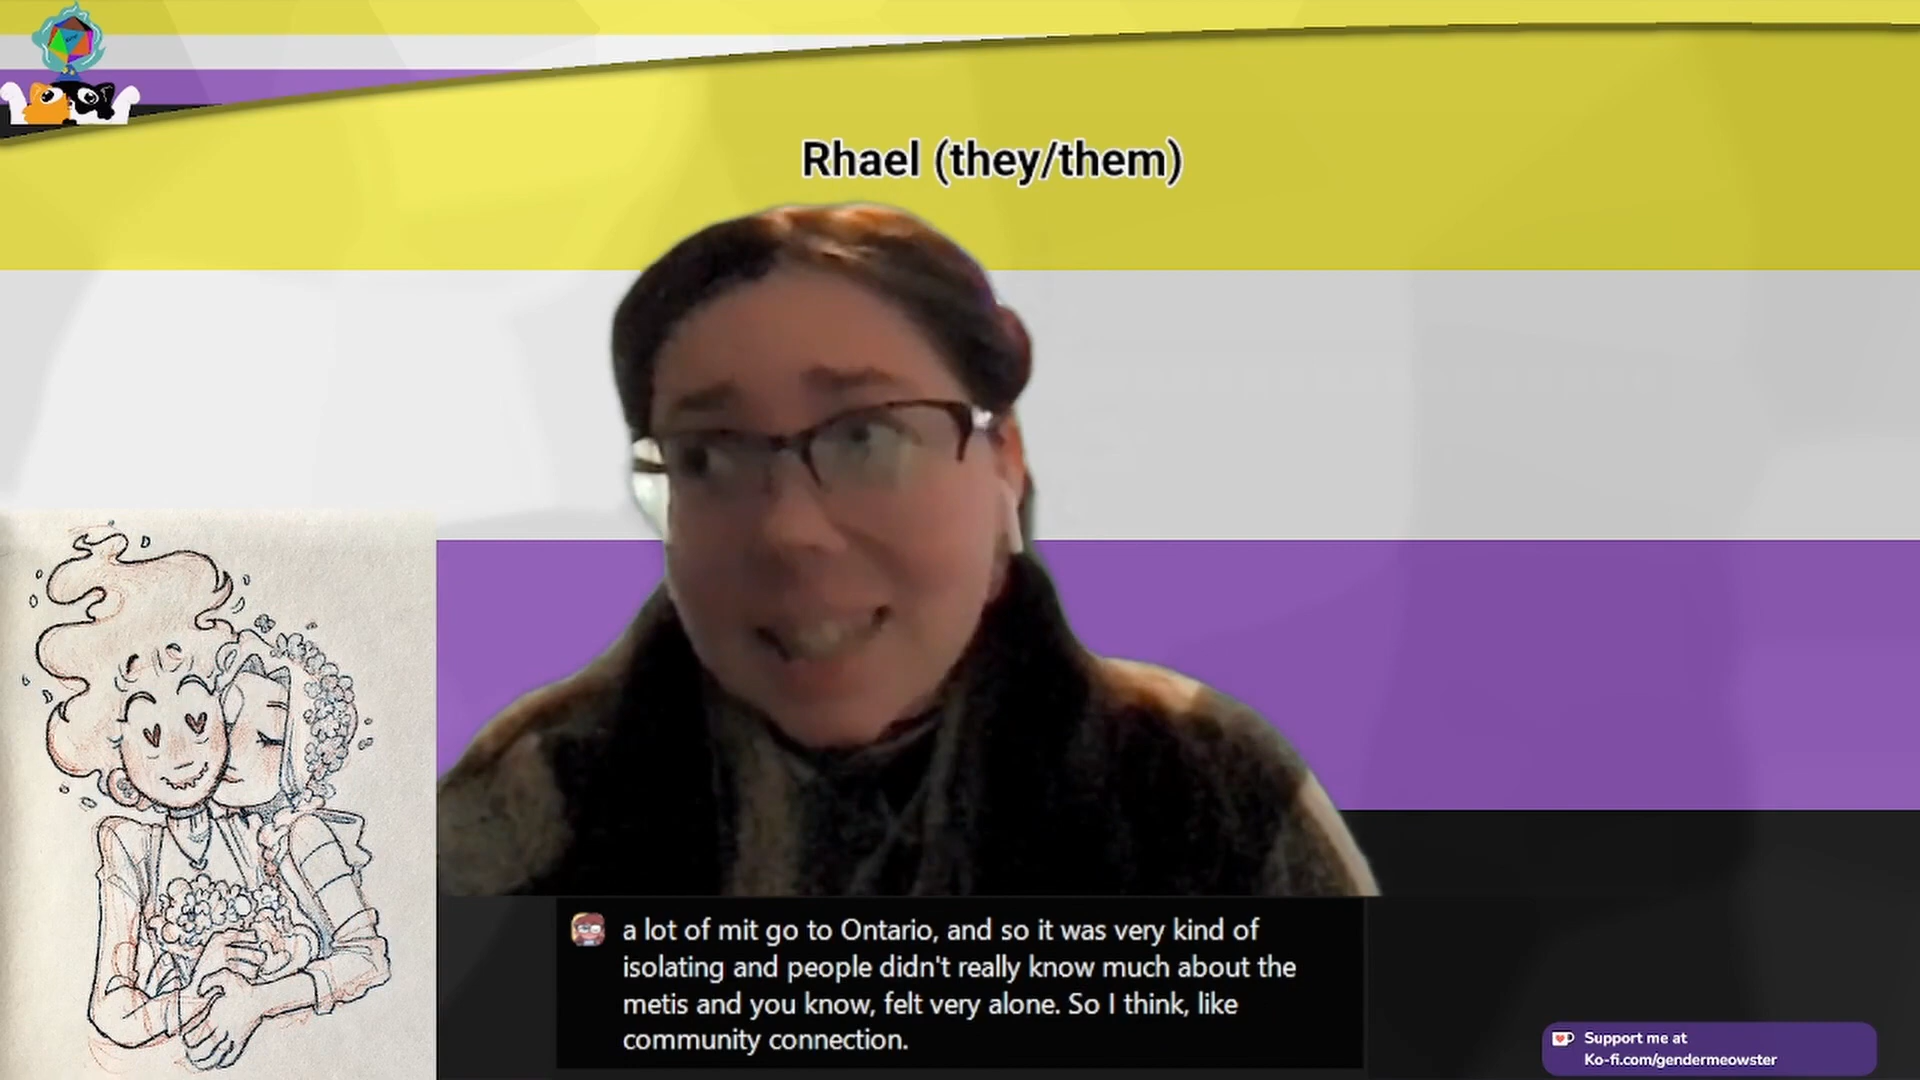 Rhael (they/them)
a lot of mit go to Ontario, and so it was very kind of
isolating and people didn't really know much about the
metis and you know, felt very alone. So I think, like
community connection.
Support me at
Ko-fi.com/gendermeowster